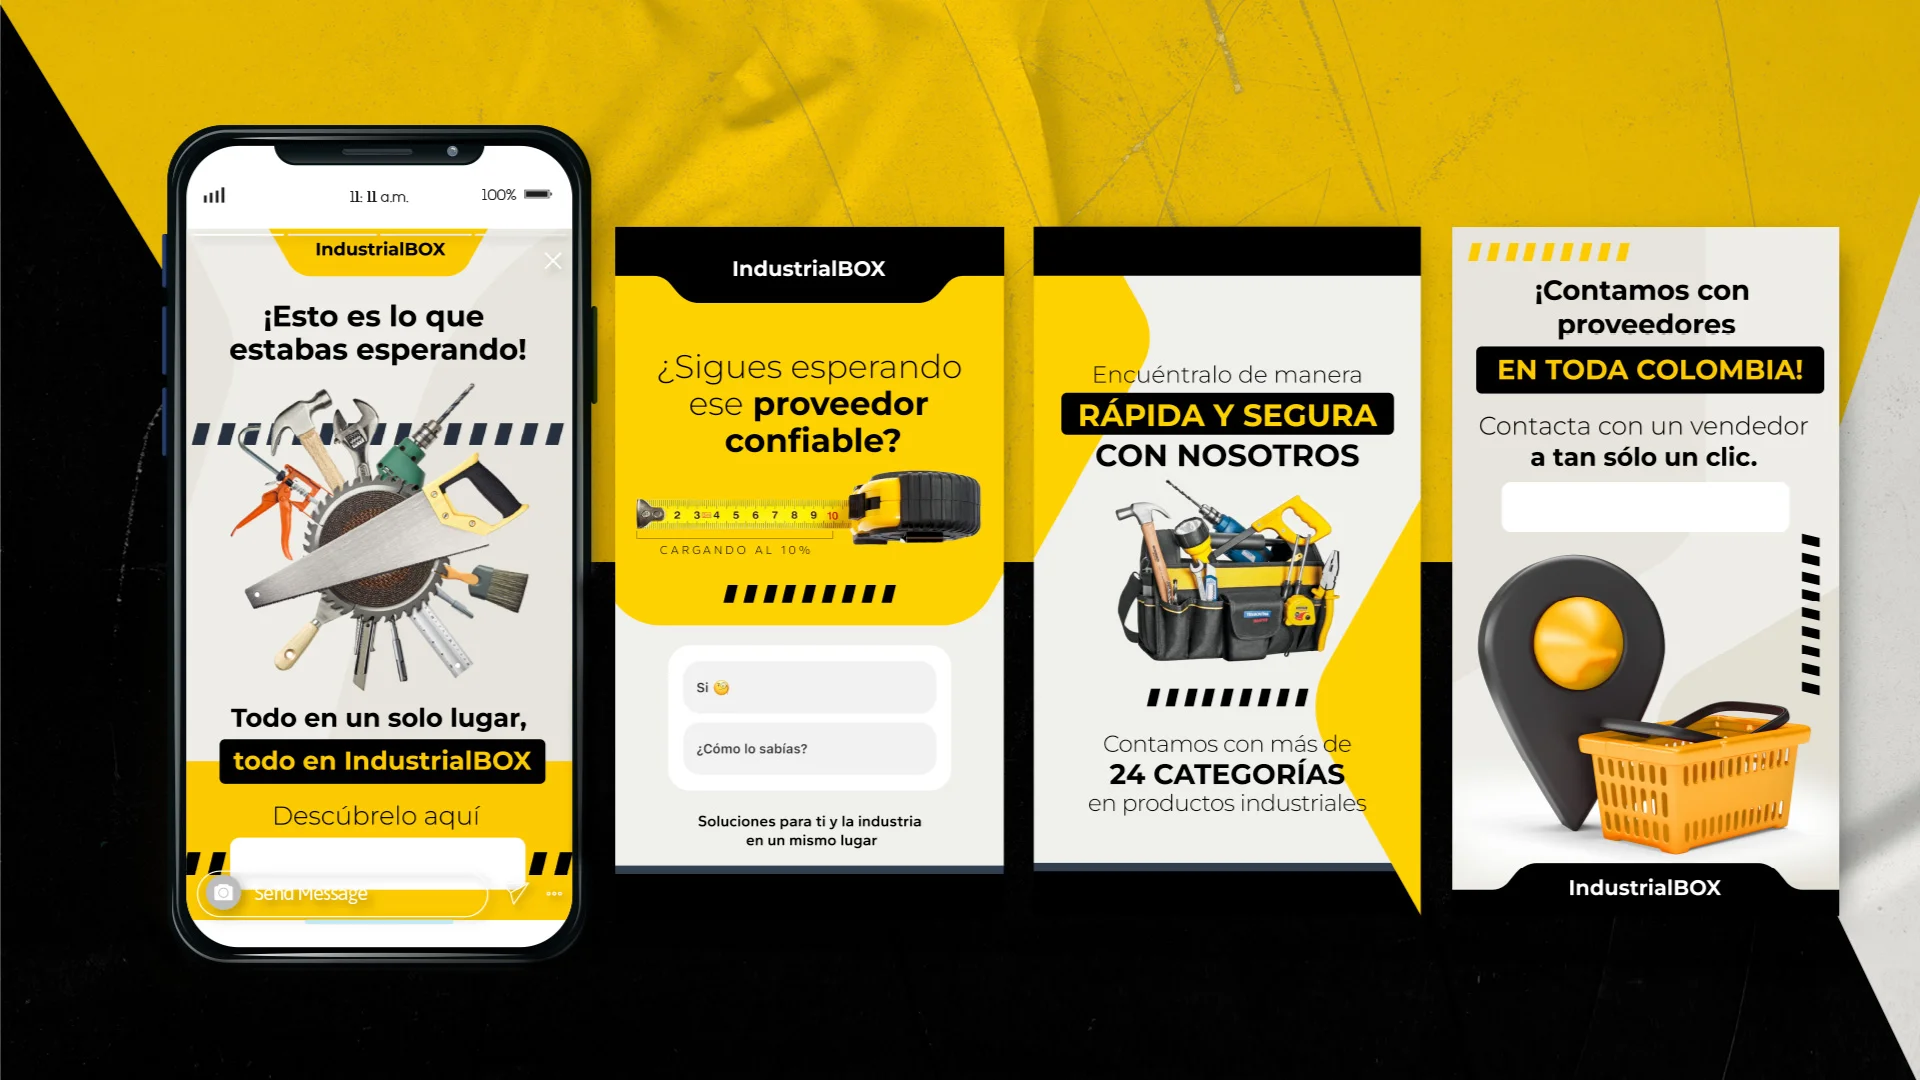 11:11 a.m.
100%
IndustrialBOX
¡Esto es lo que
estabas esperando!
Todo en un solo lugar,
todo en IndustrialBOX
Descúbrelo aquí
Send Message
IndustrialBOX
¿Sigues esperando
ese proveedor
confiable?
2 3 4 5 6 7 8 9 10
CARGANDO AL 10%
Si 🧐
¿Cómo lo sabías?
Soluciones para ti y la industria
en un mismo lugar
Encuéntralo de manera
RÁPIDA Y SEGURA
CON NOSOTROS
Contamos con más de
24 CATEGORÍAS
en productos industriales
¡Contamos con
proveedores
EN TODA COLOMBIA!
Contacta con un vendedor
a tan sólo un clic.
IndustrialBOX